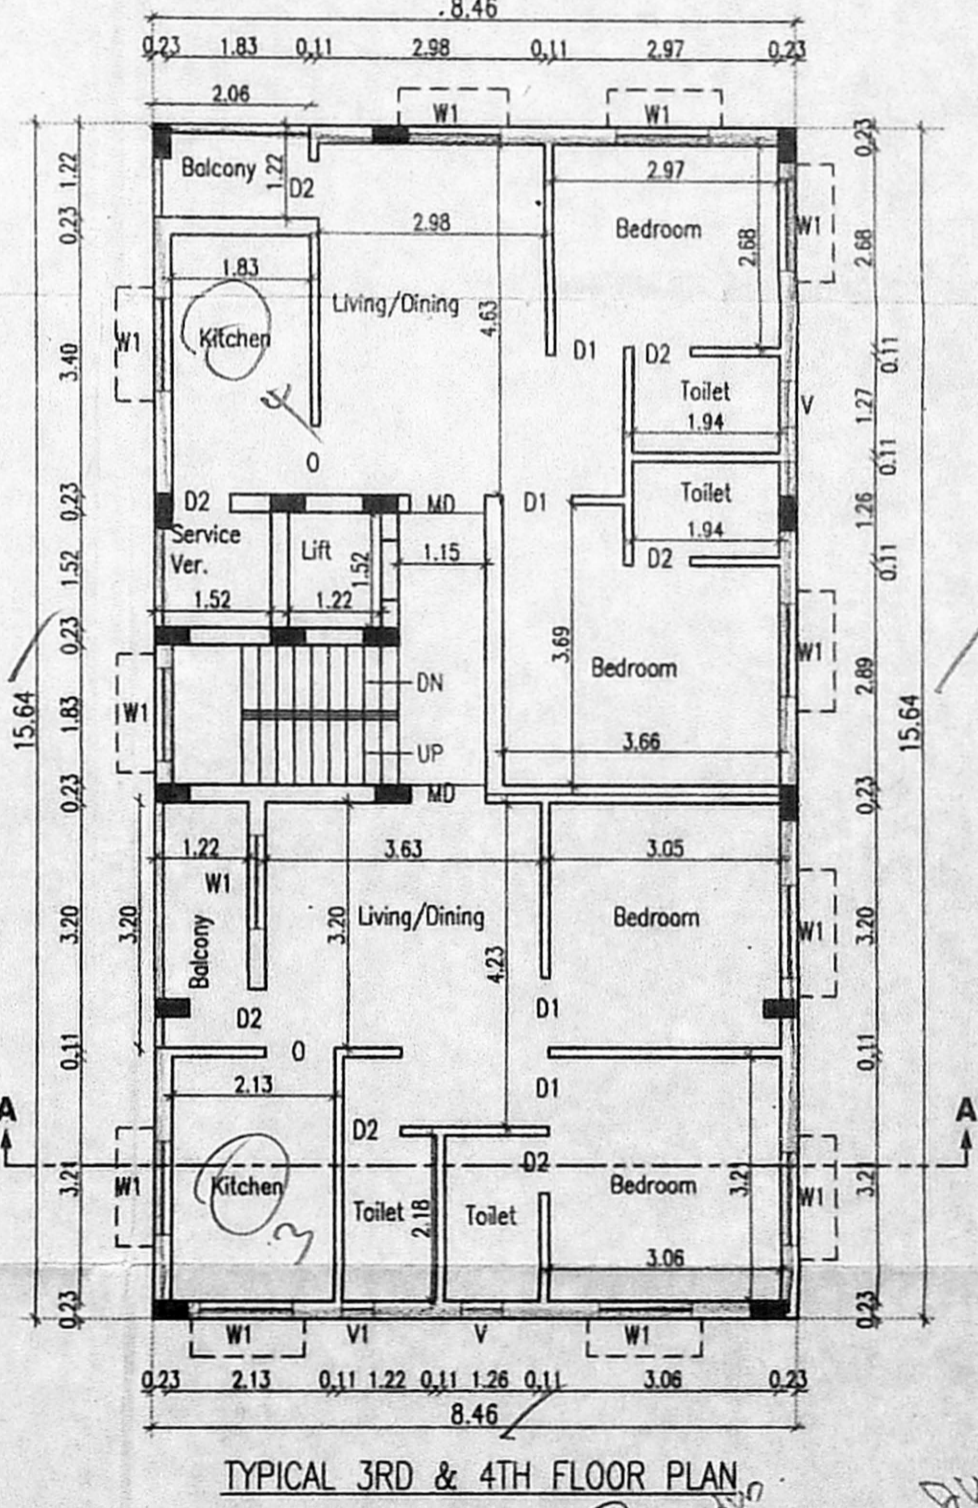 8.46
0.23 1.83 0.11 2.98 0.11 2.97 0.23
2.06
W1 W1
1.22 0.23
Balcony 1.22 D2 2.97
2.98 Bedroom 2.68 W1 2.68
0.23
1.83
Living/Dining 4.63
W1 Kitchen
3.40 D1 D2 0.11
Toilet V 1.27
1.94
O 0.11
0.23 D2 MD D1 Toilet
Service
Ver. Lift 1.52 1.15 1.94 1.26
1.52 D2 0.11
1.52 1.22
0.23 3.69 Bedroom W1 2.89
15.64 1.83 W1 DN 15.64
UP 3.66
0.23 MD 0.23
1.22 3.63 3.05
W1
3.20 3.20 Balcony 3.20 Living/Dining 4.23 Bedroom W1 3.20
D2 D1
0.11 O 0.11
2.13 D1
A D2 A
D2
3.21 W1 Kitchen Toilet 2.18 Toilet Bedroom 3.21 W1 3.21
3
3.06
0.23 0.23
W1 V1 V W1
0.23 2.13 0.11 1.22 0.11 1.26 0.11 3.06 0.23
8.46
TYPICAL 3RD & 4TH FLOOR PLAN